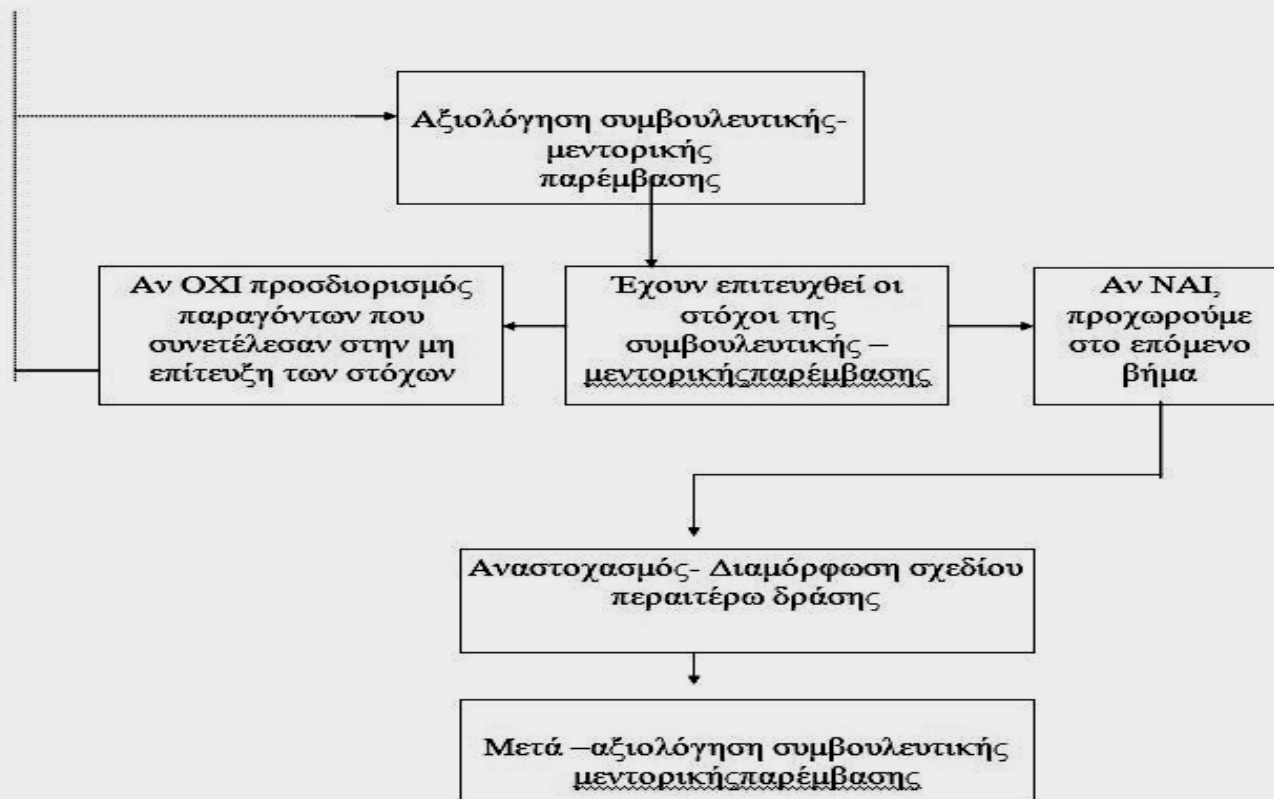 Αξιολόγηση συμβουλευτικής-
μεντορικής
παρέμβασης
Αν ΟΧΙ προσδιορισμός
παραγόντων που
συνετέλεσαν στην μη
επίτευξη των στόχων
Έχουν επιτευχθεί οι
στόχοι της
συμβουλευτικής –
μεντορικήςπαρέμβασης
Αν ΝΑΙ,
προχωρούμε
στο επόμενο
βήμα
Αναστοχασμός- Διαμόρφωση σχεδίου
περαιτέρω δράσης
Μετά –αξιολόγηση συμβουλευτικής
μεντορικήςπαρέμβασης